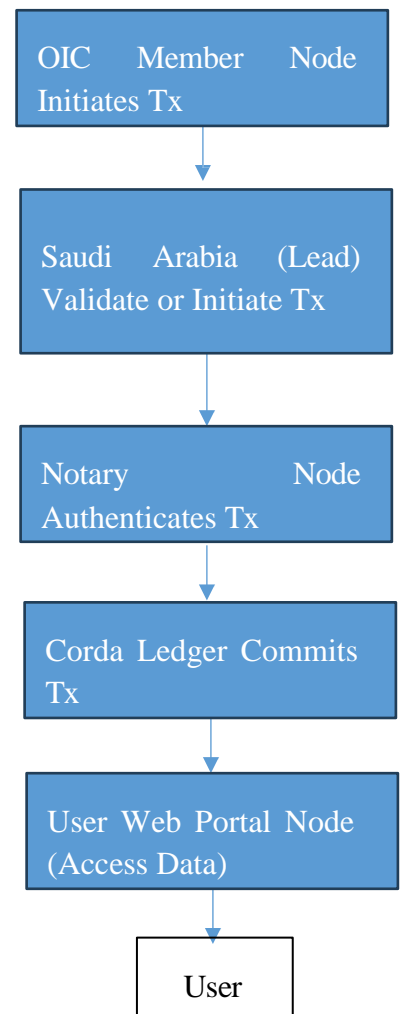 OIC Member Node
Initiates Tx
Saudi Arabia (Lead)
Validate or Initiate Tx
Notary Node
Authenticates Tx
Corda Ledger Commits
Tx
User Web Portal Node
(Access Data)
User